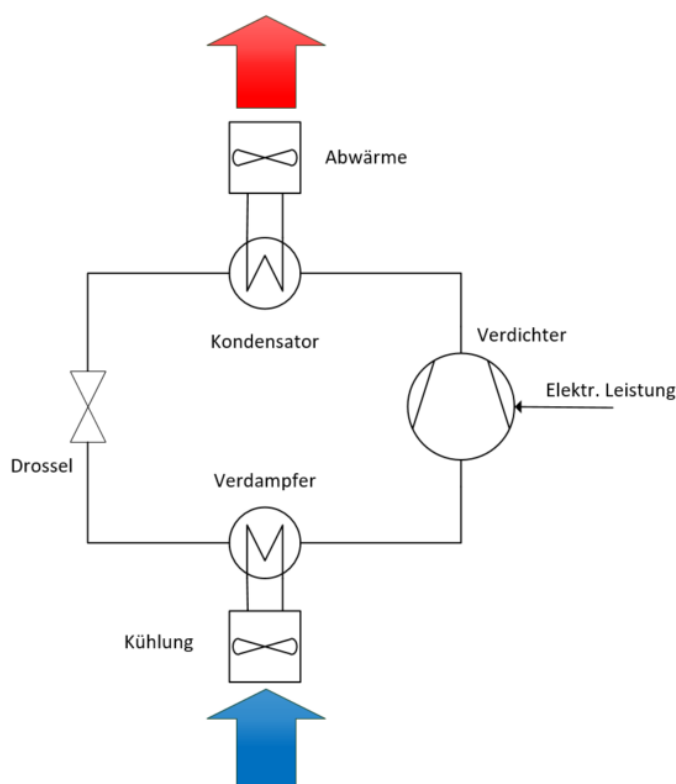 Abwärme
Kondensator
Verdichter
Elektr. Leistung
Drossel
Verdampfer
Kühlung